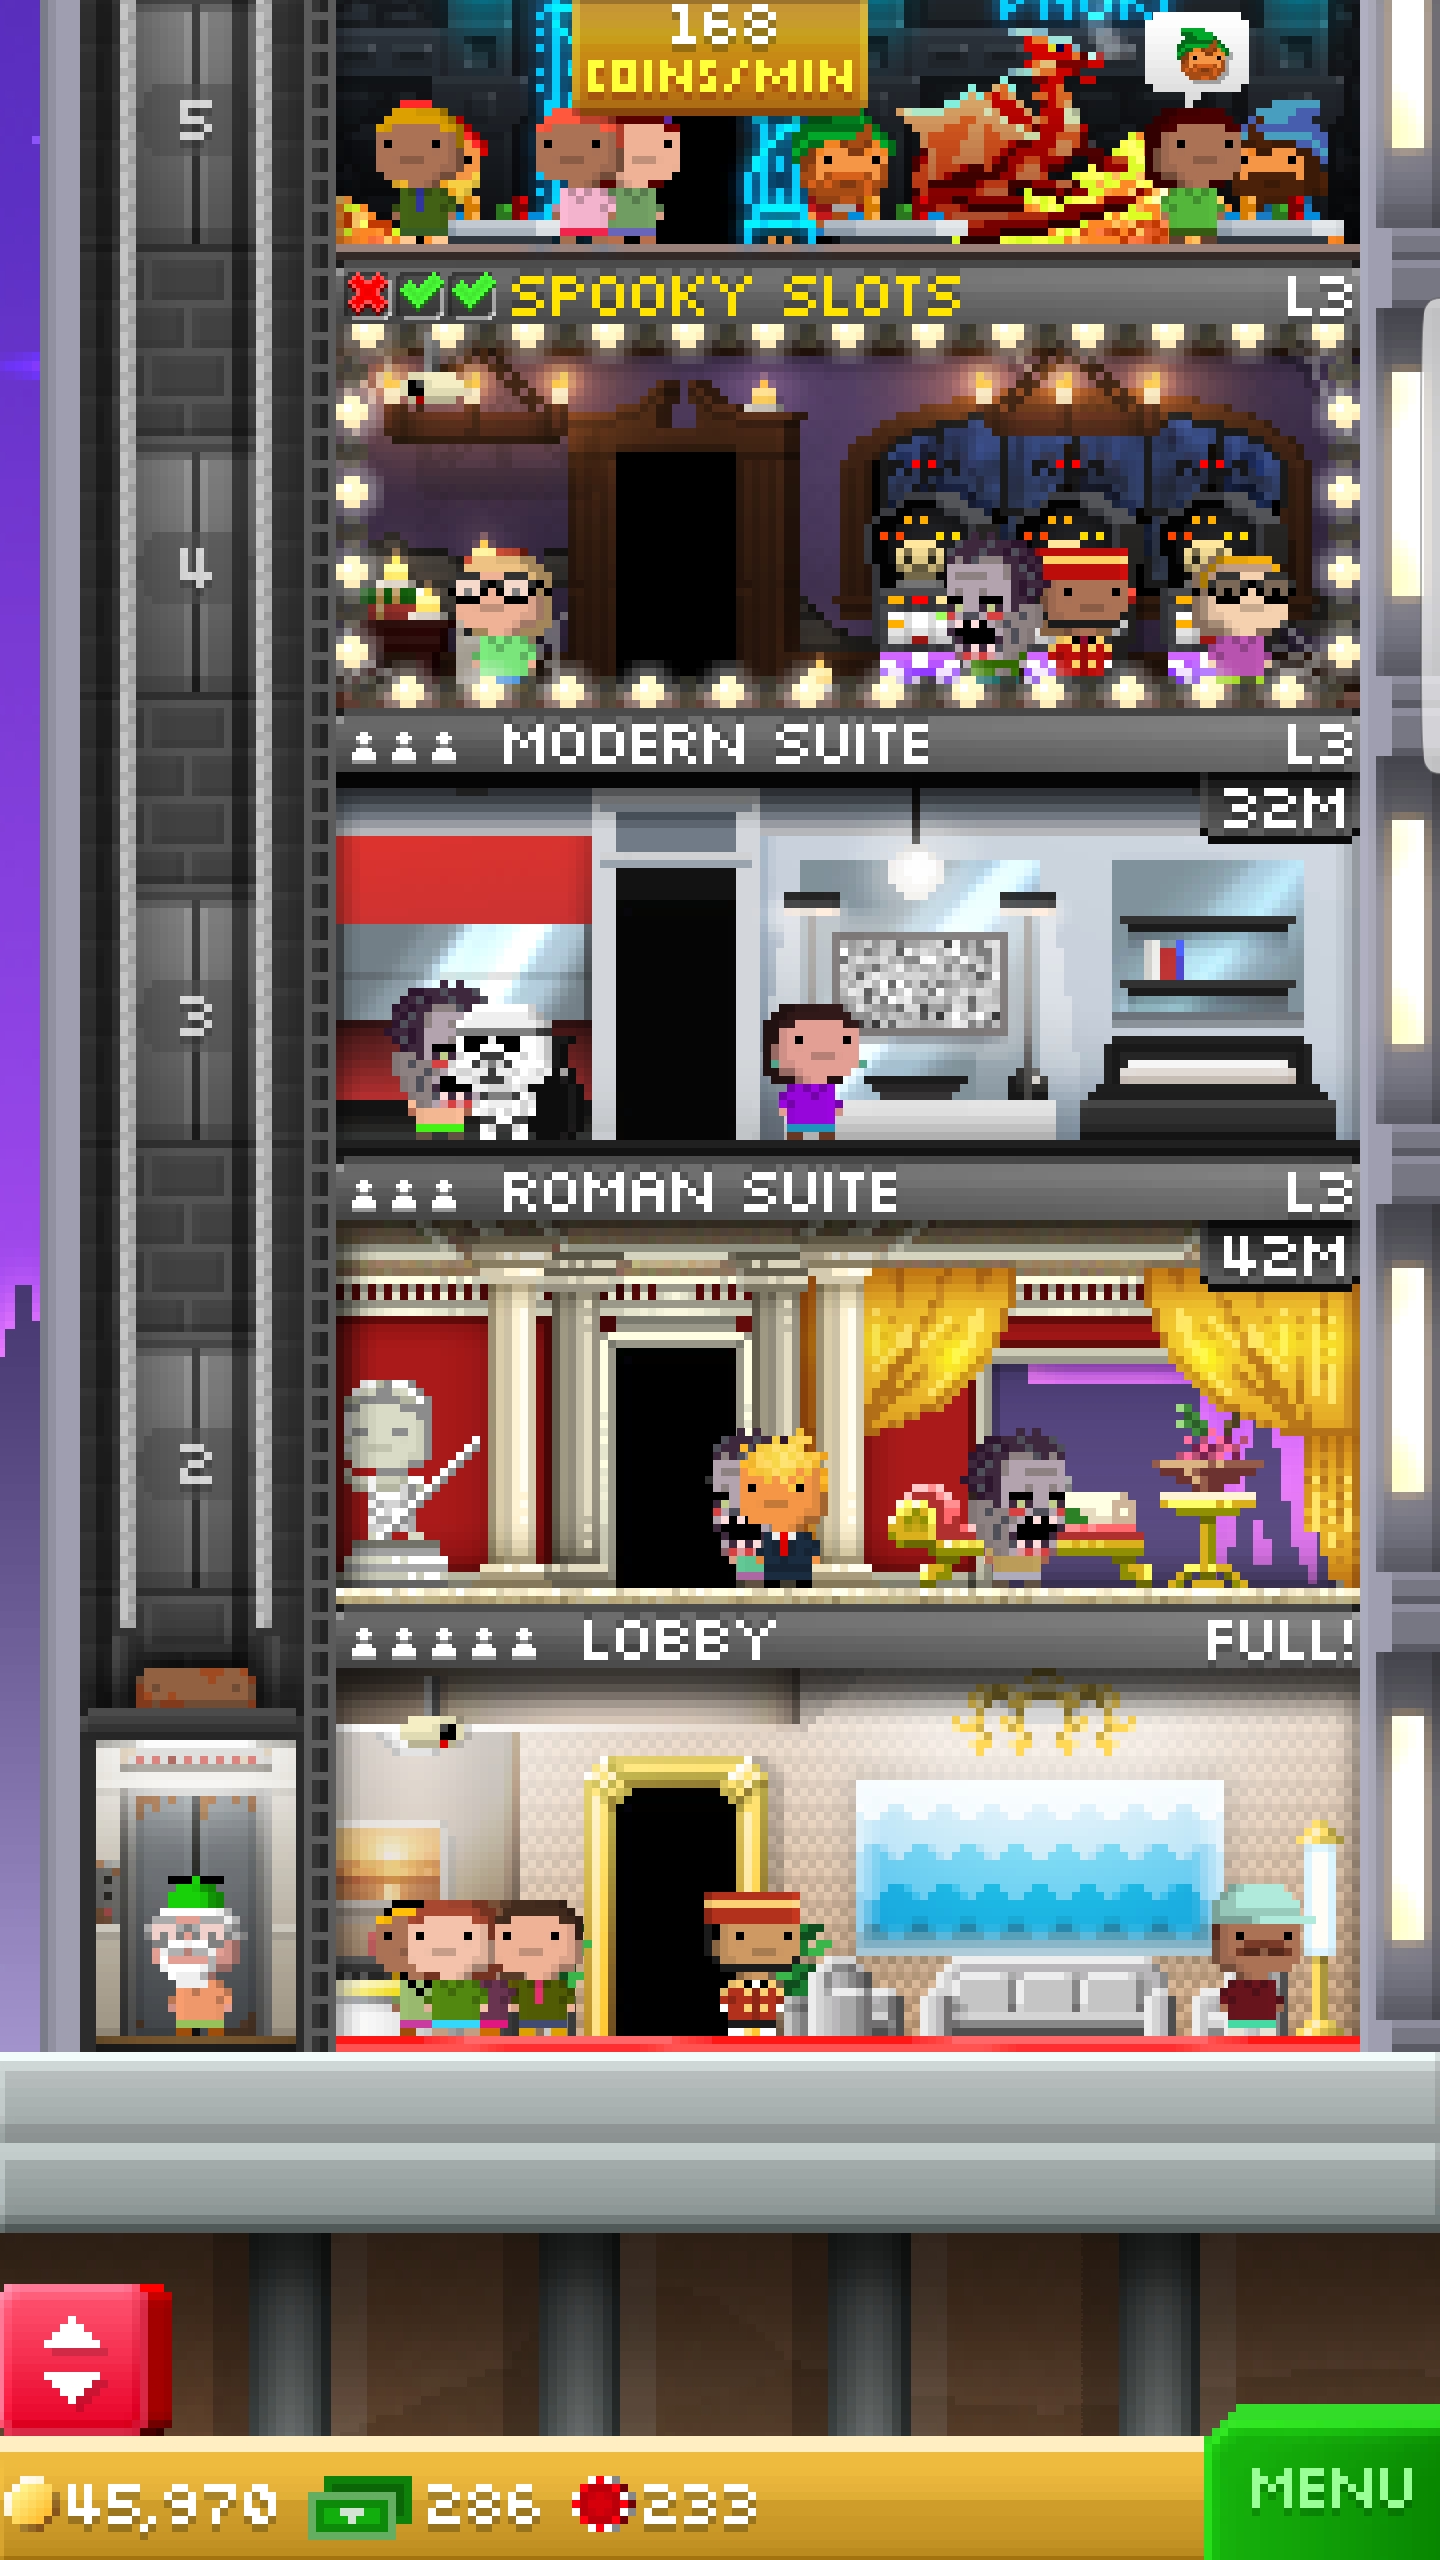 168
COINS/MIN
5
SPOOKY SLOTS L3
4
MODERN SUITE L3
32M
3
ROMAN SUITE L3
42M
2
LOBBY FULL!
45,970 286 233
MENU